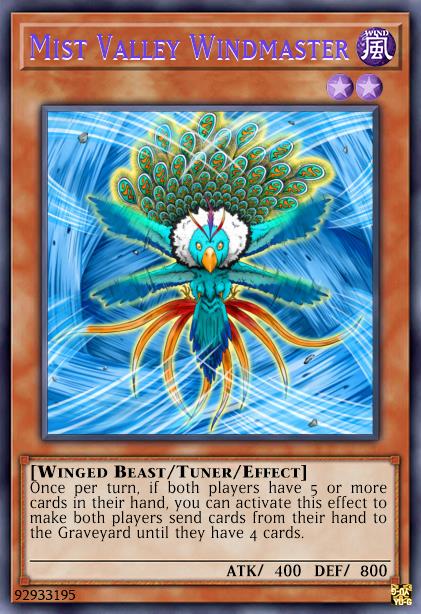 Mist Valley Windmaster
WIND
風
[Winged Beast/Tuner/Effect]
Once per turn, if both players have 5 or more
cards in their hand, you can activate this effect to
make both players send cards from their hand to
the Graveyard until they have 4 cards.
ATK/ 400 DEF/ 800
92933195